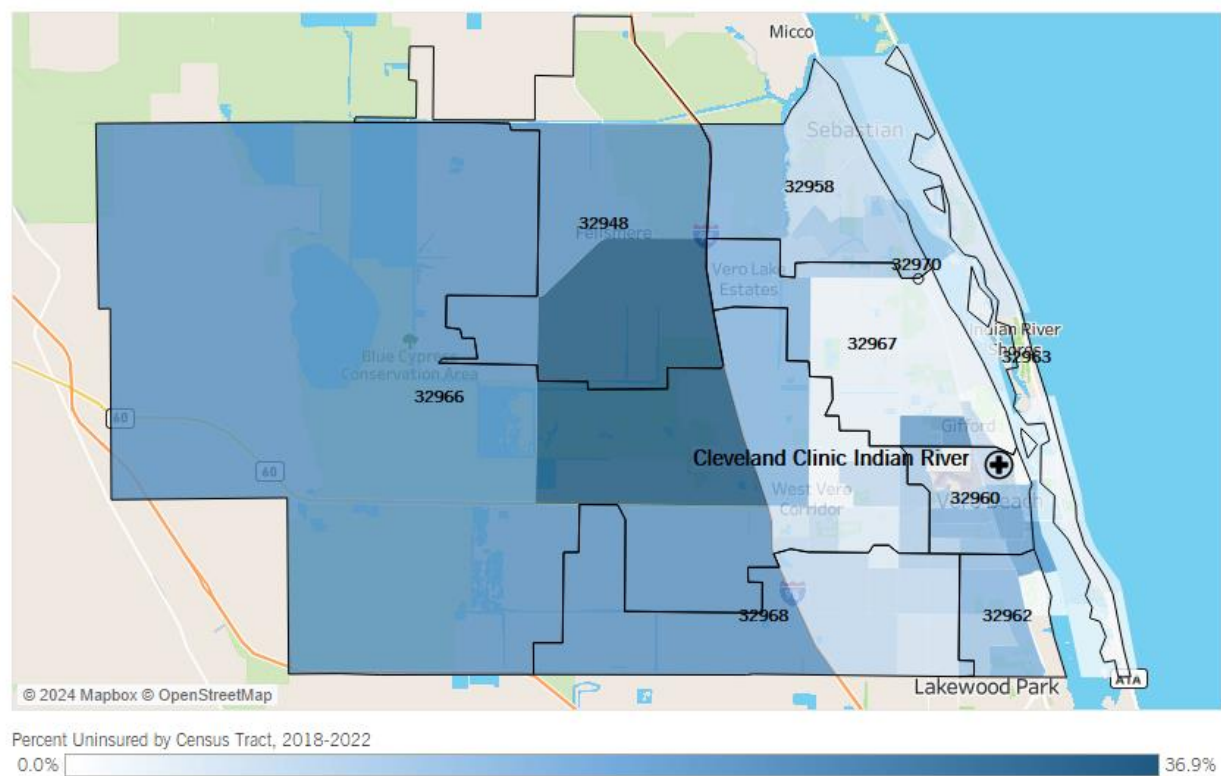 Micco
Sebastian
32958
32948
Fellsmere
32970
Vero Lake
Estates
Indian River
Shores
32967
32963
Blue Cypress
Conservation Area
32966
60
Gifford
Cleveland Clinic Indian River
60
West Vero
Corridor
32960
Vero Beach
32968
32962
Lakewood Park
A1A
© 2024 Mapbox © OpenStreetMap
Percent Uninsured by Census Tract, 2018-2022
0.0% 36.9%